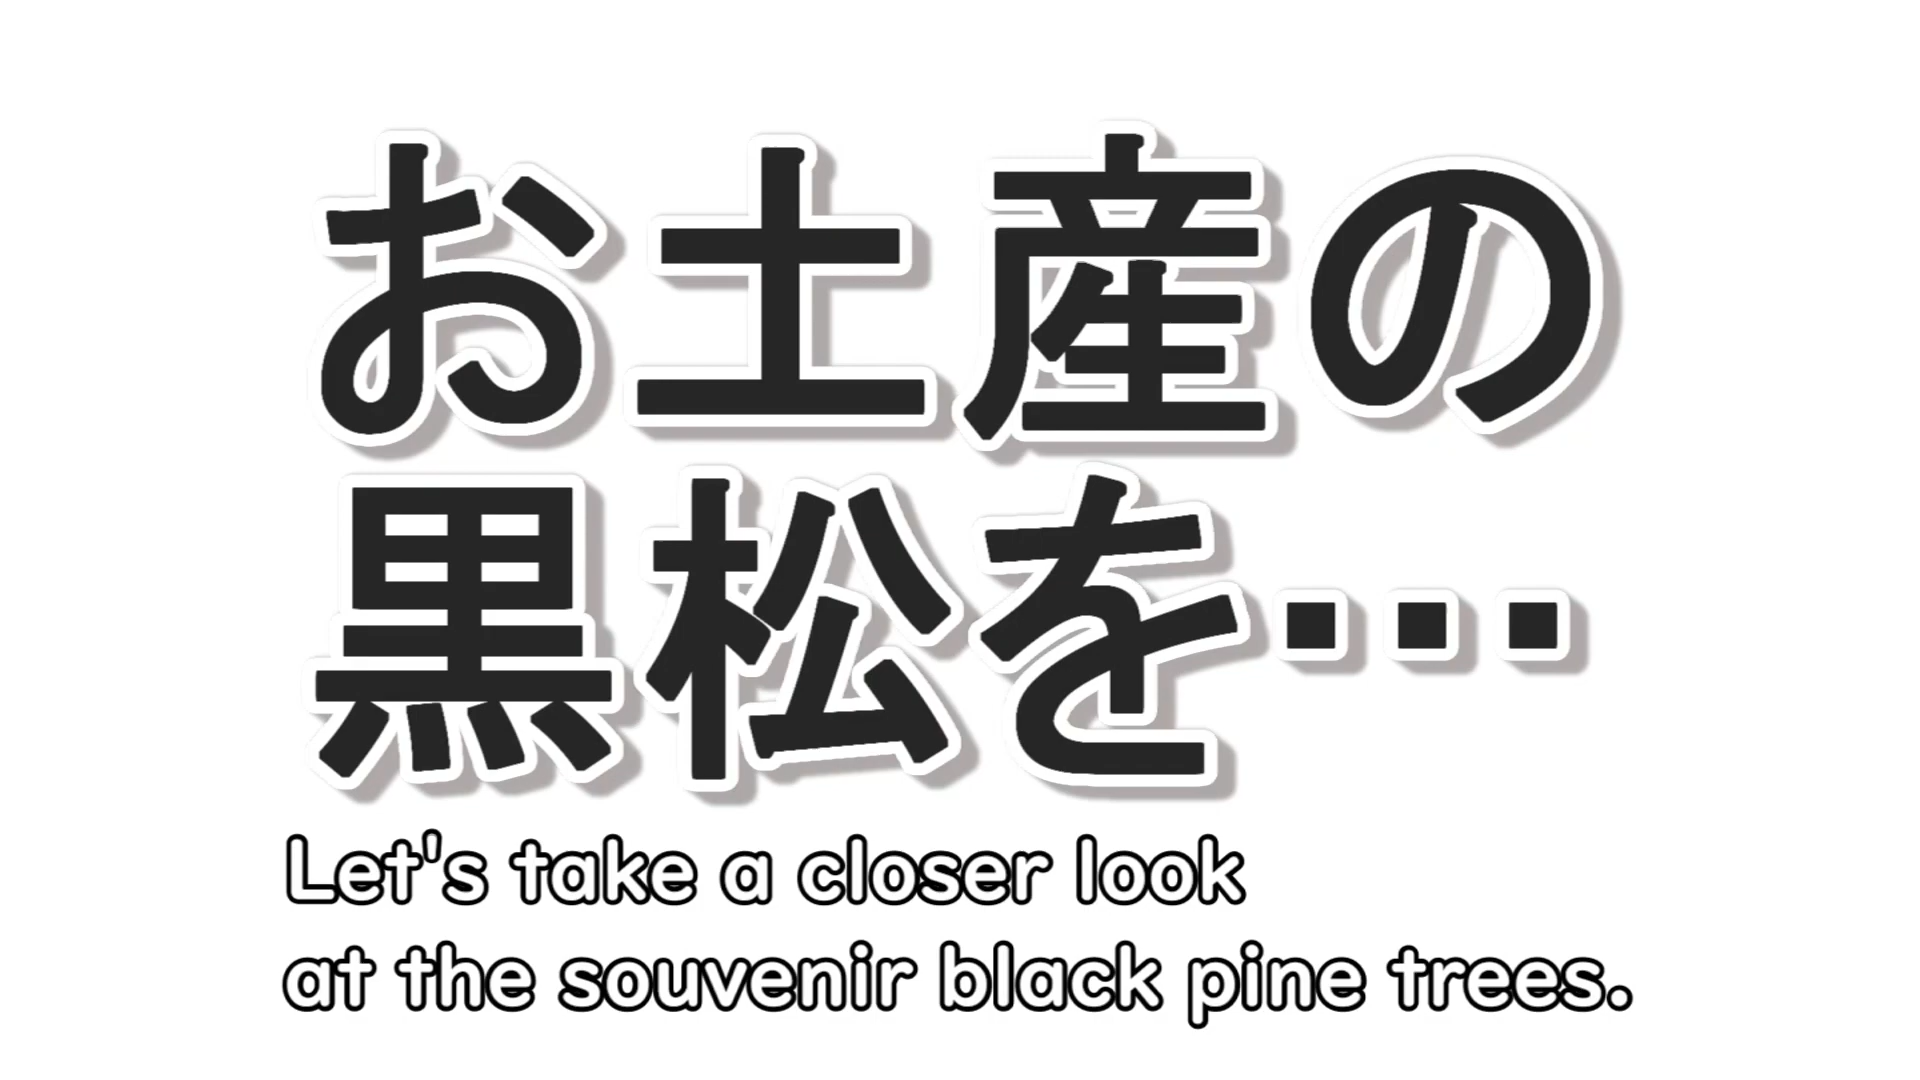 お土産の
黒松を…
Let's take a closer look
at the souvenir black pine trees.